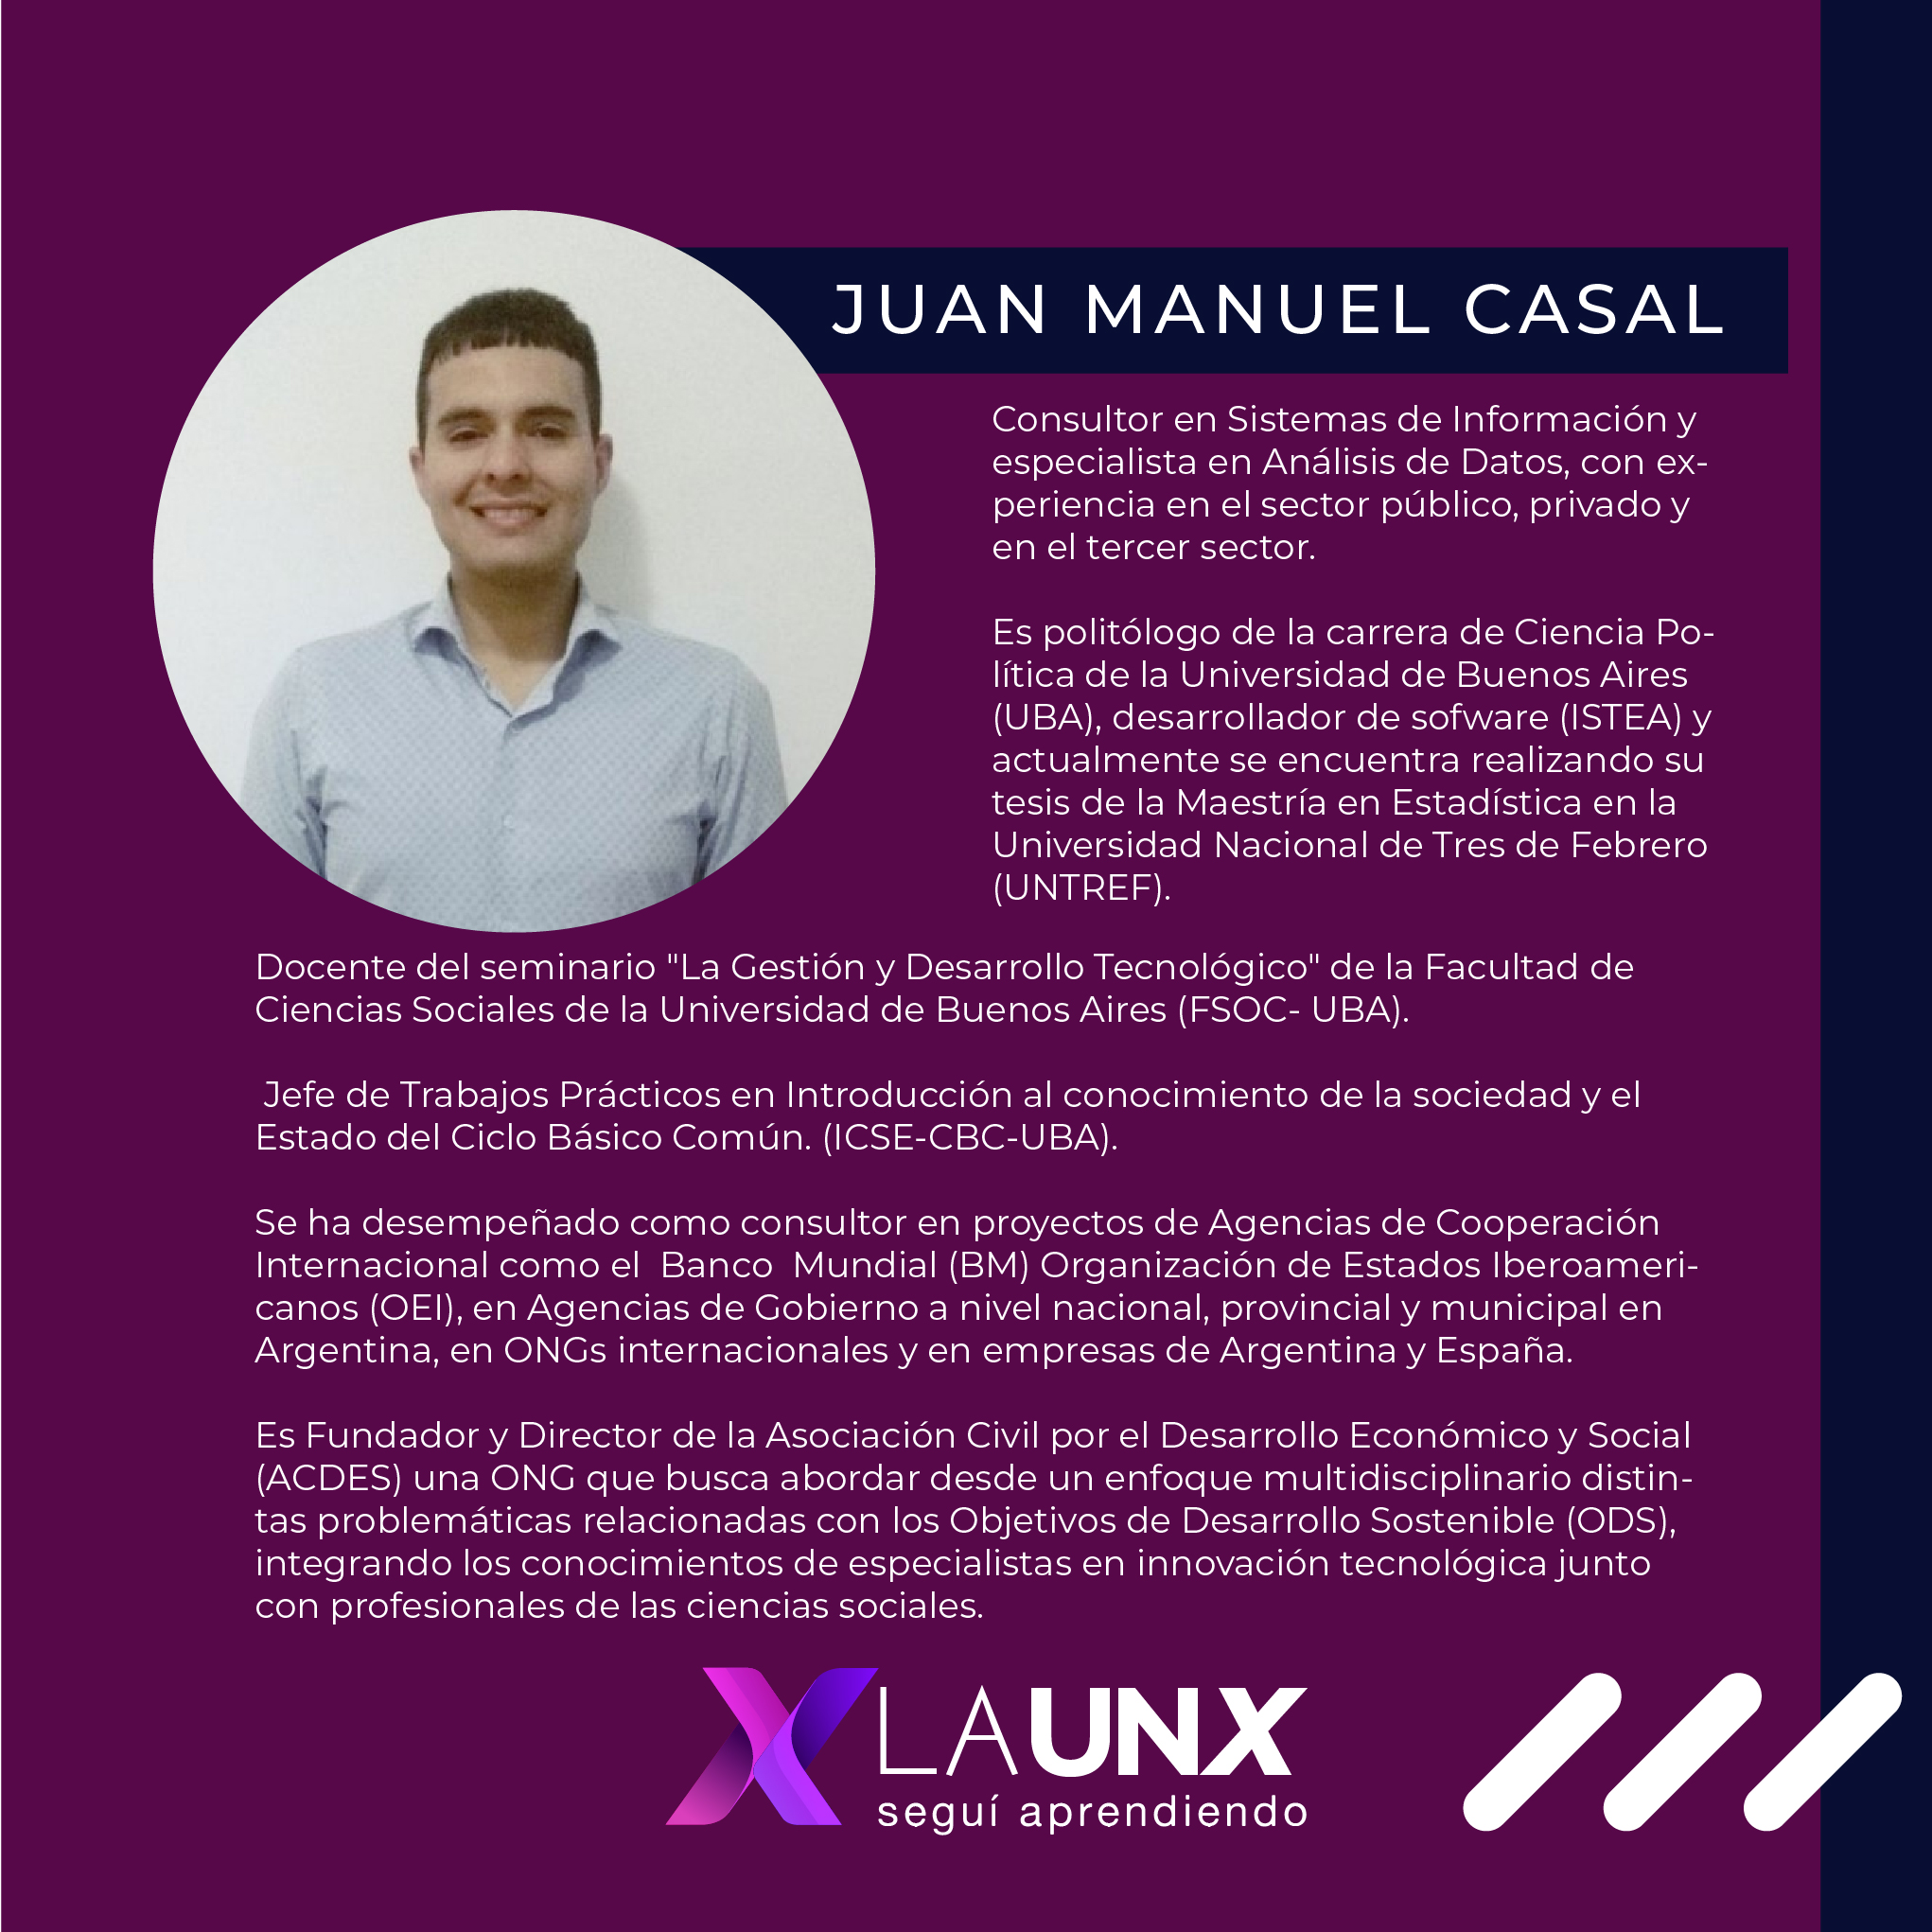 JUAN MANUEL CASAL
Consultor en Sistemas de Información y
especialista en Análisis de Datos, con ex-
periencia en el sector público, privado y
en el tercer sector.
Es politólogo de la carrera de Ciencia Po-
lítica de la Universidad de Buenos Aires
(UBA), desarrollador de sofware (ISTEA) y
actualmente se encuentra realizando su
tesis de la Maestría en Estadística en la
Universidad Nacional de Tres de Febrero
(UNTREF).
Docente del seminario "La Gestión y Desarrollo Tecnológico" de la Facultad de
Ciencias Sociales de la Universidad de Buenos Aires (FSOC- UBA).
Jefe de Trabajos Prácticos en Introducción al conocimiento de la sociedad y el
Estado del Ciclo Básico Común. (ICSE-CBC-UBA).
Se ha desempeñado como consultor en proyectos de Agencias de Cooperación
Internacional como el  Banco  Mundial (BM) Organización de Estados Iberoameri-
canos (OEI), en Agencias de Gobierno a nivel nacional, provincial y municipal en
Argentina, en ONGs internacionales y en empresas de Argentina y España.
Es Fundador y Director de la Asociación Civil por el Desarrollo Económico y Social
(ACDES) una ONG que busca abordar desde un enfoque multidisciplinario distin-
tas problemáticas relacionadas con los Objetivos de Desarrollo Sostenible (ODS),
integrando los conocimientos de especialistas en innovación tecnológica junto
con profesionales de las ciencias sociales.
LAUNX
seguí aprendiendo